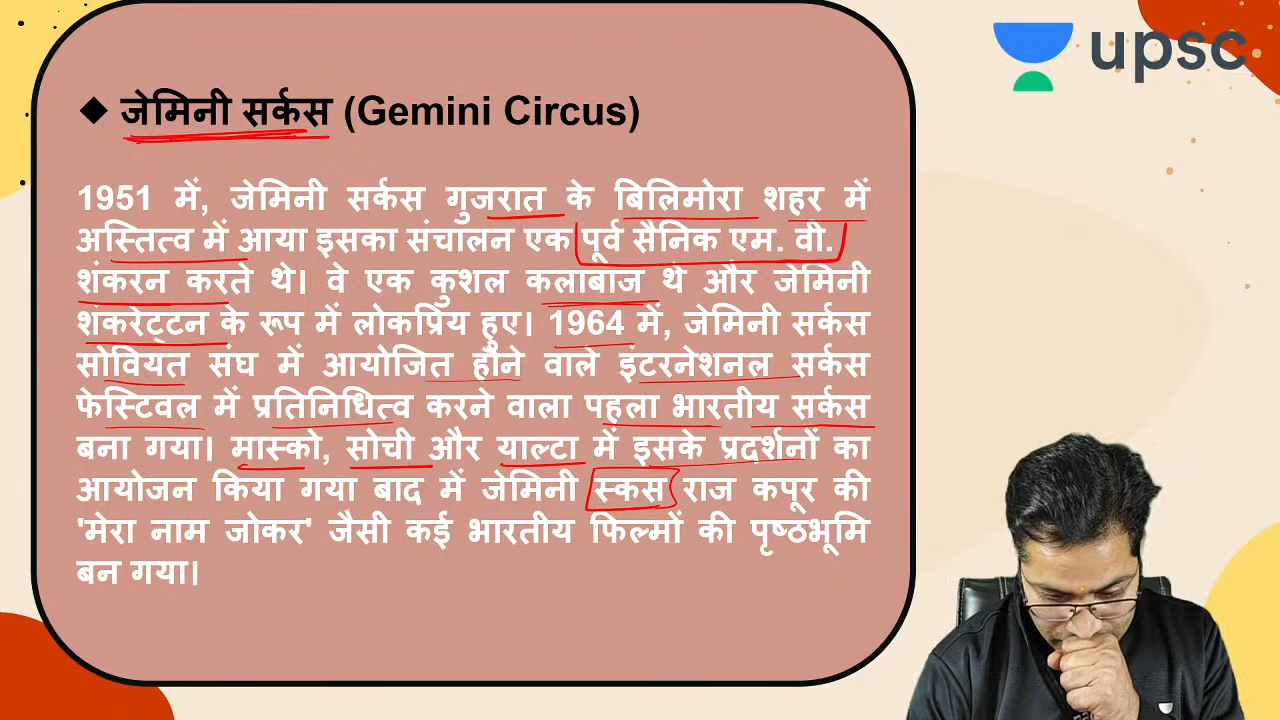 upsc
◆ जेमिनी सर्कस (Gemini Circus)
1951 में, जेमिनी सर्कस गुजरात के बिलिमोरा शहर में
अस्तित्व में आया इसका संचालन एक पूर्व सैनिक एम. वी.
शंकरन करते थे। वे एक कुशल कलाबाज थे और जेमिनी
शंकरेट्टन के रूप में लोकप्रिय हुए। 1964 में, जेमिनी सर्कस
सोवियत संघ में आयोजित होने वाले इंटरनेशनल सर्कस
फेस्टिवल में प्रतिनिधित्व करने वाला पहला भारतीय सर्कस
बना गया। मास्को, सोची और याल्टा में इसके प्रदर्शनों का
आयोजन किया गया बाद में जेमिनी स्कस राज कपूर की
'मेरा नाम जोकर' जैसी कई भारतीय फिल्मों की पृष्ठभूमि
बन गया।